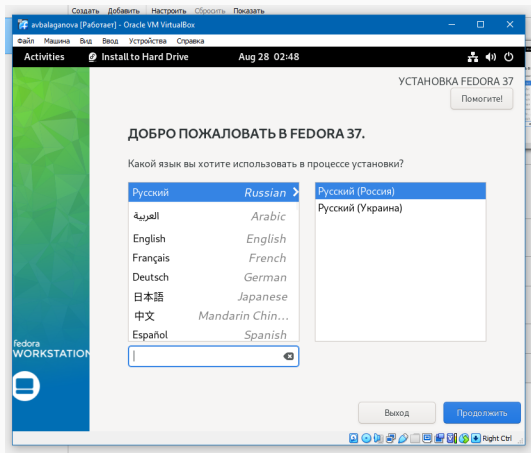 Создать Добавить Настроить Сбросить Показать
avbalaganova [Работает] - Oracle VM VirtualBox
Файл Машина Вид Ввод Устройства Справка
Activities Install to Hard Drive Aug 28 02:48
УСТАНОВКА FEDORA 37
Помогите!
ДОБРО ПОЖАЛОВАТЬ В FEDORA 37.
Какой язык вы хотите использовать в процессе установки?
Русский Russian
العربية Arabic
English English
Français French
Deutsch German
日本語 Japanese
中文 Mandarin Chin...
Español Spanish
Русский (Россия)
Русский (Украина)
fedora
WORKSTATION
Выход Продолжить
Right Ctrl